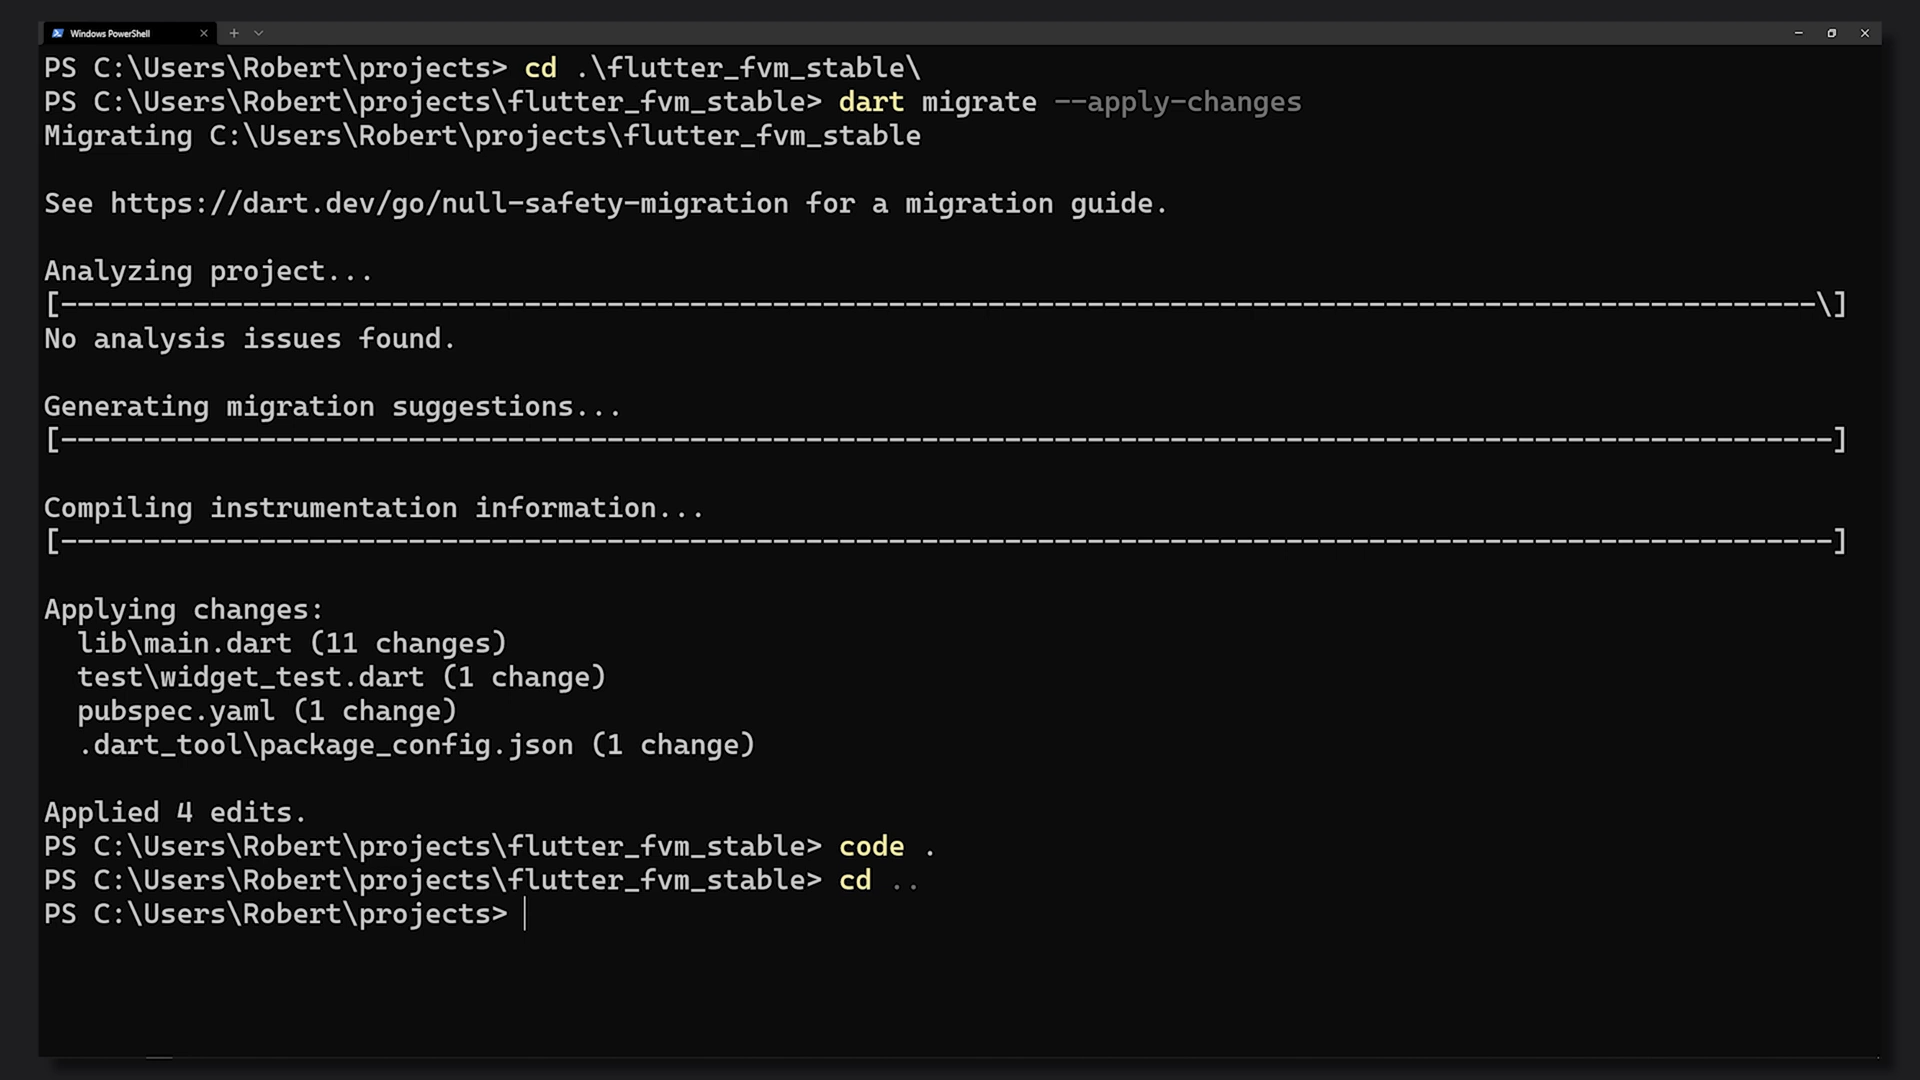 Windows PowerShell
PS C:\Users\Robert\projects> cd .\flutter_fvm_stable\
PS C:\Users\Robert\projects\flutter_fvm_stable> dart migrate --apply-changes
Migrating C:\Users\Robert\projects\flutter_fvm_stable
See https://dart.dev/go/null-safety-migration for a migration guide.
Analyzing project...
[-----------------------------------------------------------------------------------------------------------\]
No analysis issues found.
Generating migration suggestions...
[------------------------------------------------------------------------------------------------------------]
Compiling instrumentation information...
[------------------------------------------------------------------------------------------------------------]
Applying changes:
  lib\main.dart (11 changes)
  test\widget_test.dart (1 change)
  pubspec.yaml (1 change)
  .dart_tool\package_config.json (1 change)
Applied 4 edits.
PS C:\Users\Robert\projects\flutter_fvm_stable> code .
PS C:\Users\Robert\projects\flutter_fvm_stable> cd ..
PS C:\Users\Robert\projects>